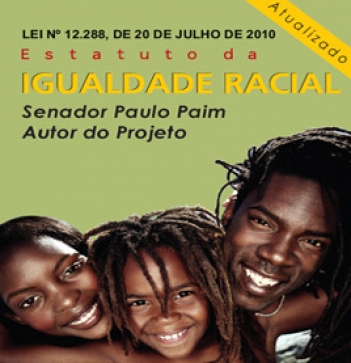 Atualizado
LEI Nº 12.288, DE 20 DE JULHO DE 2010
Estatuto da
IGUALDADE RACIAL
Senador Paulo Paim
Autor do Projeto